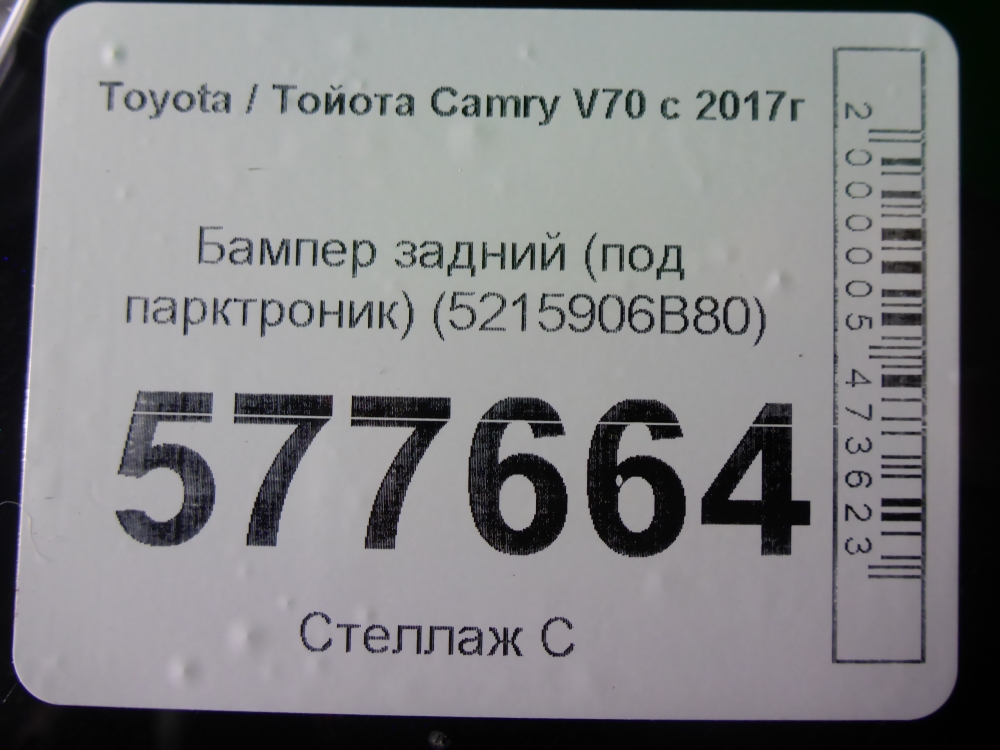 Toyota / Тойота Camry V70 с 2017г
Бампер задний (под
парктроник) (5215906B80)
577664
Стеллаж С
2000005473623